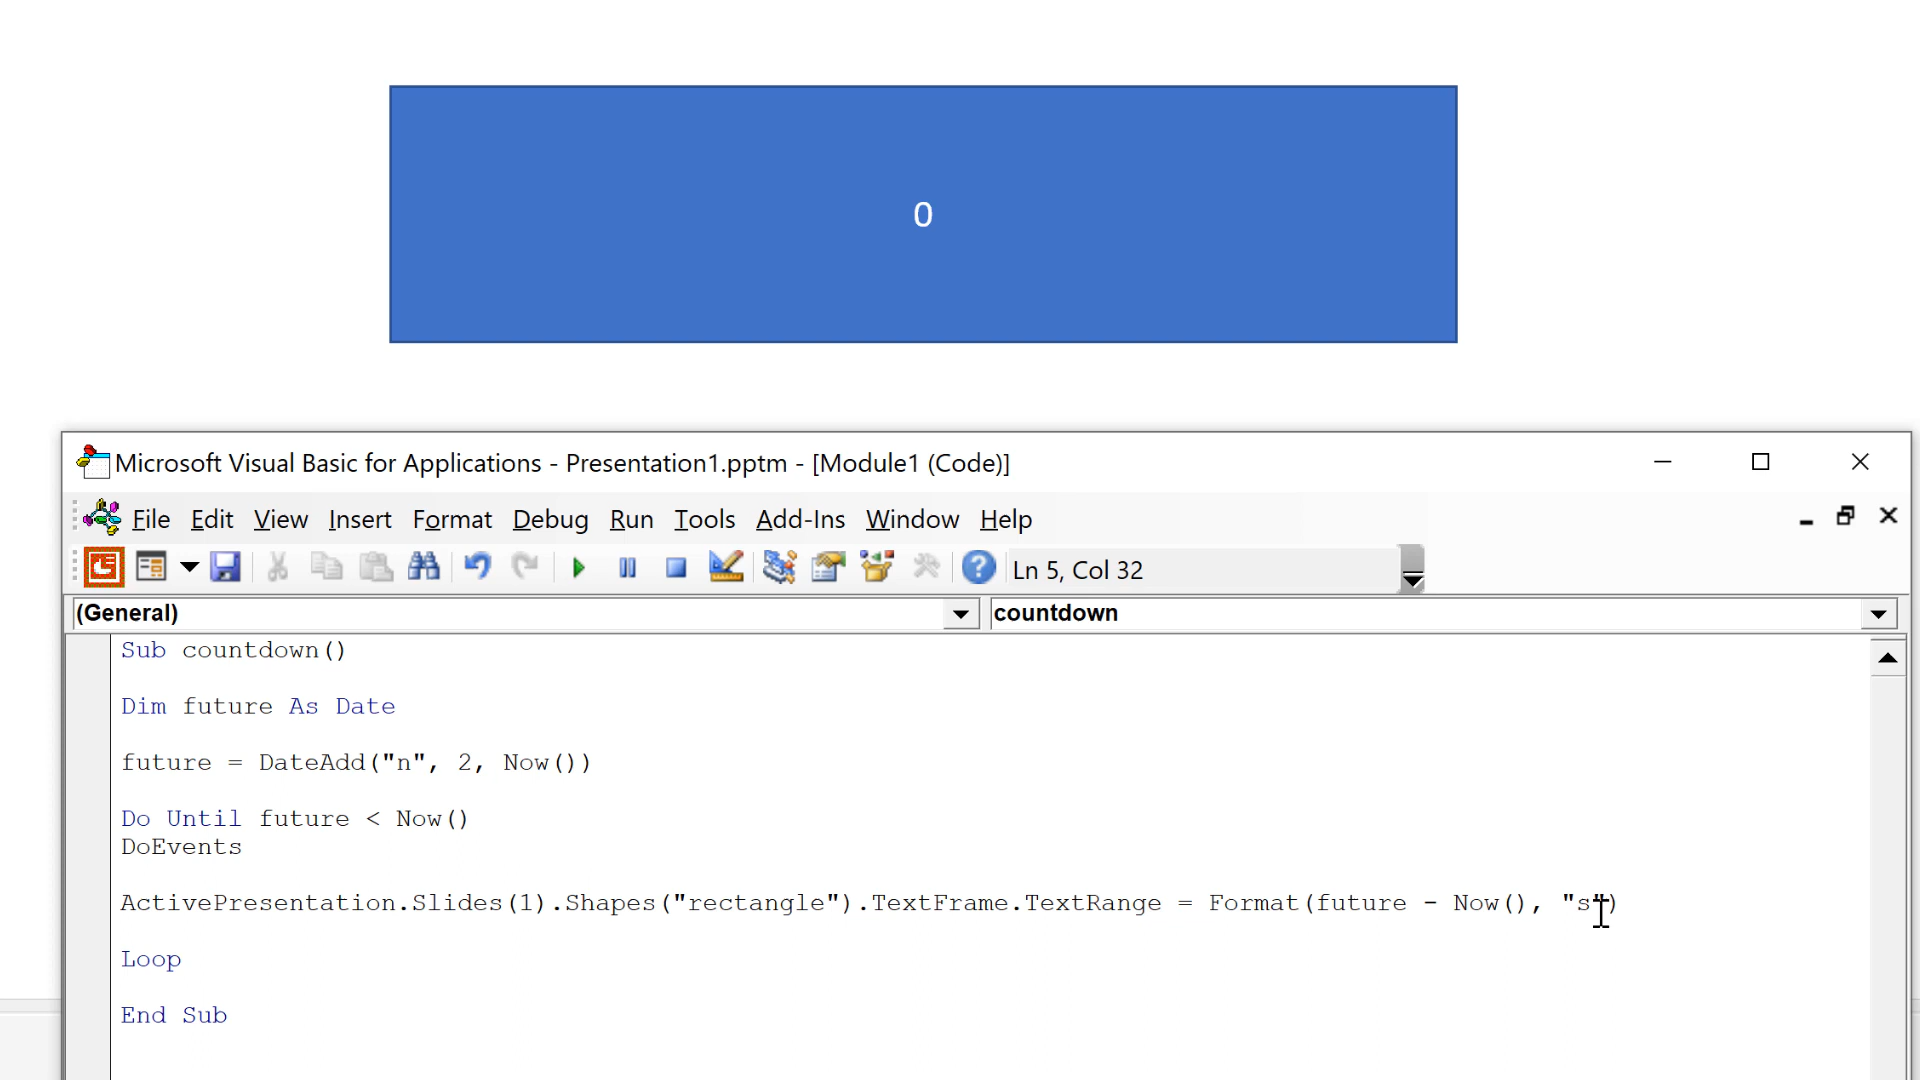 0
Microsoft Visual Basic for Applications - Presentation1.pptm - [Module1 (Code)]
File Edit View Insert Format Debug Run Tools Add-Ins Window Help
Ln 5, Col 32
(General) countdown
Sub countdown()
Dim future As Date
future = DateAdd("n", 2, Now())
Do Until future < Now()
DoEvents
ActivePresentation.Slides(1).Shapes("rectangle").TextFrame.TextRange = Format(future - Now(), "s")
Loop
End Sub